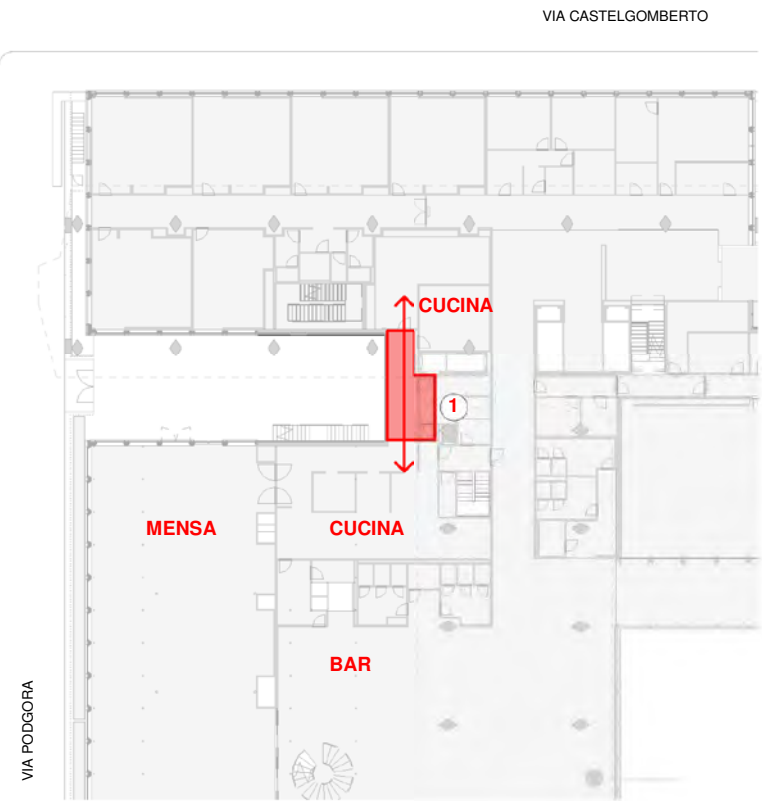 VIA CASTELGOMBERTO
CUCINA
1
MENSA
CUCINA
BAR
VIA PODGORA